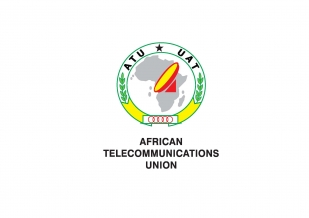 ATU ★ UAT
AFRICAN
TELECOMMUNICATIONS
UNION